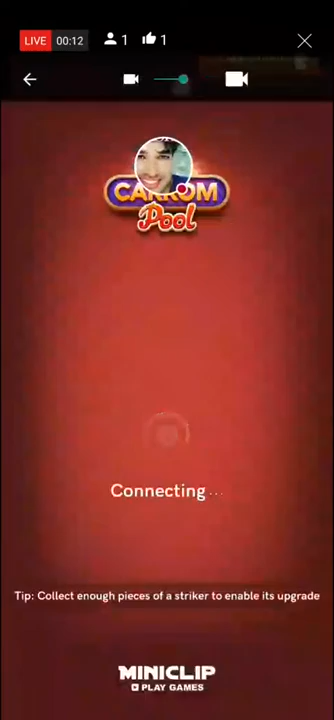 LIVE 00:12 1 1
CARROM
Pool
Connecting...
Tip: Collect enough pieces of a striker to enable its upgrade
MINICLIP
PLAY GAMES